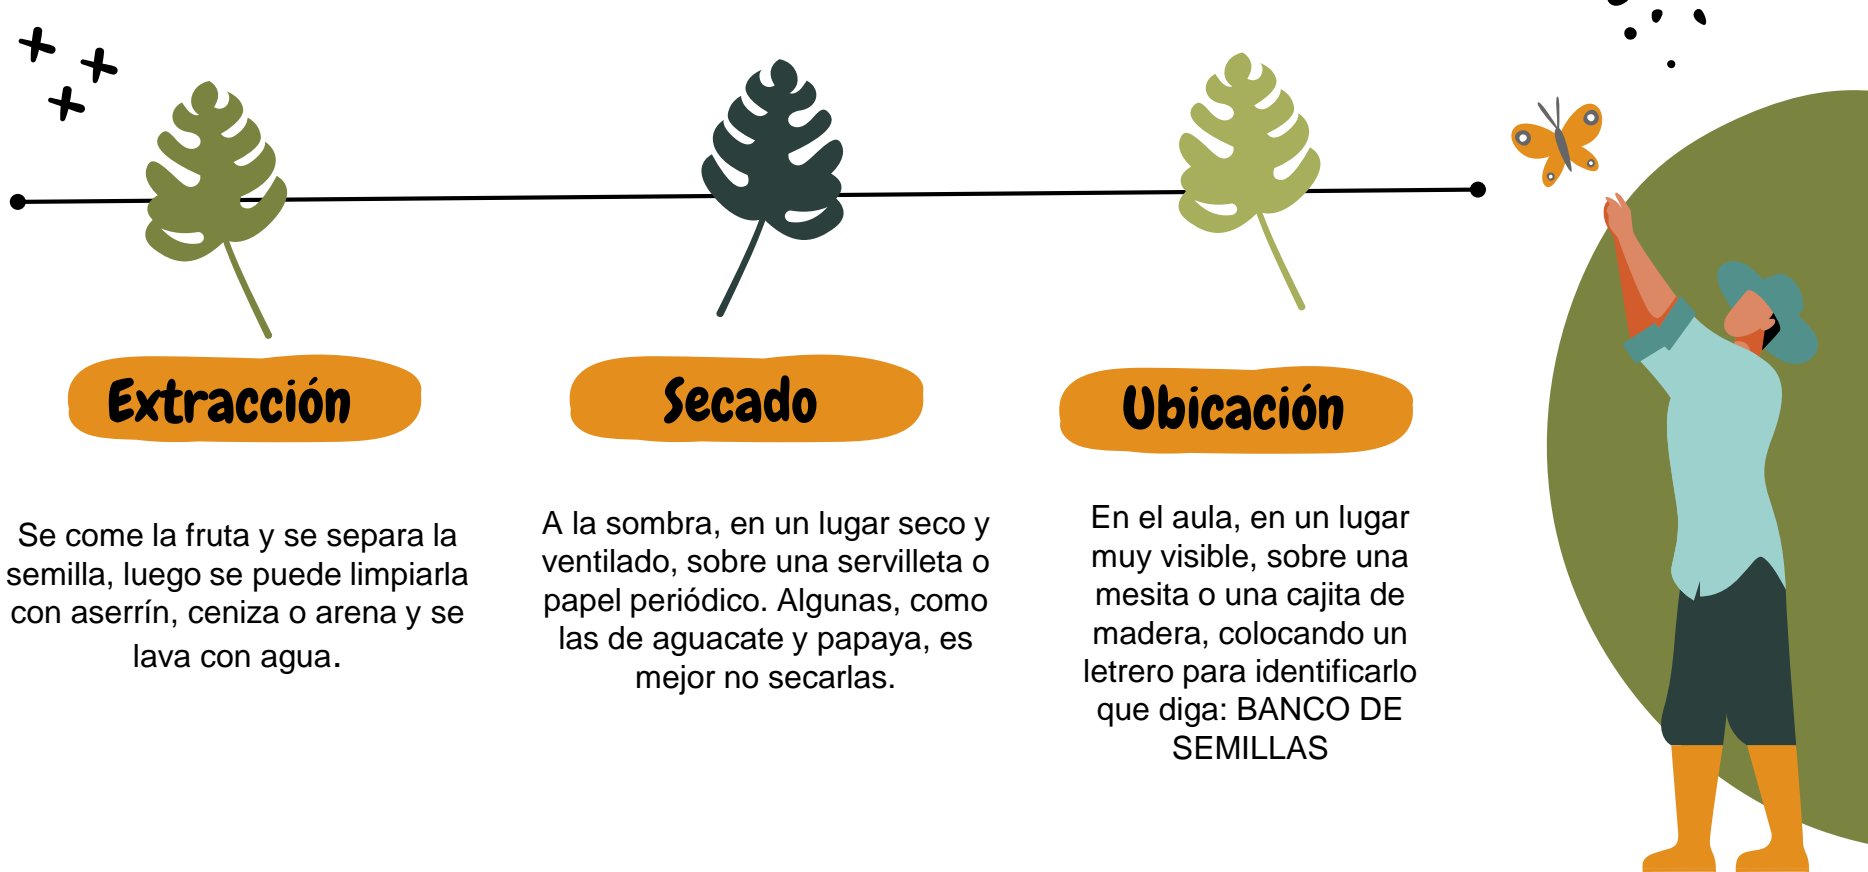 Extracción
Se come la fruta y se separa la
semilla, luego se puede limpiarla
con aserrín, ceniza o arena y se
lava con agua.
Secado
A la sombra, en un lugar seco y
ventilado, sobre una servilleta o
papel periódico. Algunas, como
las de aguacate y papaya, es
mejor no secarlas.
Ubicación
En el aula, en un lugar
muy visible, sobre una
mesita o una cajita de
madera, colocando un
letrero para identificarlo
que diga: BANCO DE
SEMILLAS